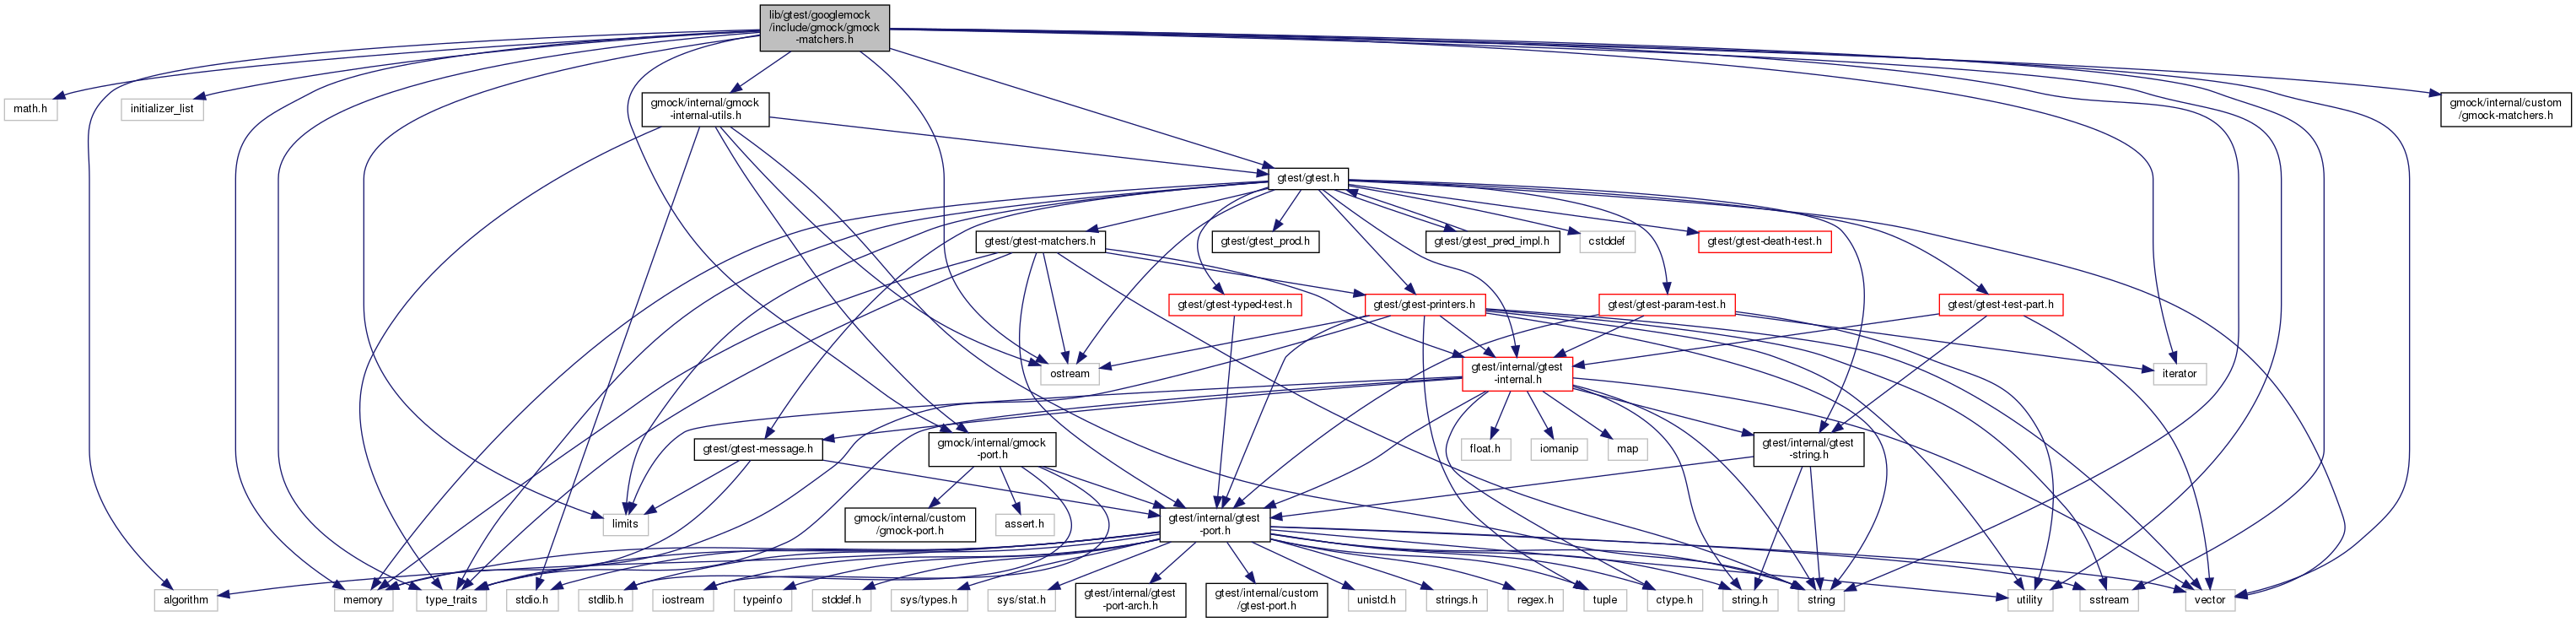 lib/gtest/googlemock
/include/gmock/gmock
-matchers.h
math.h
initializer_list
gmock/internal/gmock
-internal-utils.h
gmock/internal/custom
/gmock-matchers.h
gtest/gtest.h
gtest/gtest-matchers.h
gtest/gtest_prod.h
gtest/gtest_pred_impl.h
cstddef
gtest/gtest-death-test.h
gtest/gtest-typed-test.h
gtest/gtest-printers.h
gtest/gtest-param-test.h
gtest/gtest-test-part.h
ostream
gtest/internal/gtest
-internal.h
iterator
gtest/gtest-message.h
gmock/internal/gmock
-port.h
float.h
iomanip
map
gtest/internal/gtest
-string.h
limits
gmock/internal/custom
/gmock-port.h
assert.h
gtest/internal/gtest
-port.h
algorithm
memory
type_traits
stdio.h
stdlib.h
iostream
typeinfo
stddef.h
sys/types.h
sys/stat.h
gtest/internal/gtest
-port-arch.h
gtest/internal/custom
/gtest-port.h
unistd.h
strings.h
regex.h
tuple
ctype.h
string.h
string
utility
sstream
vector